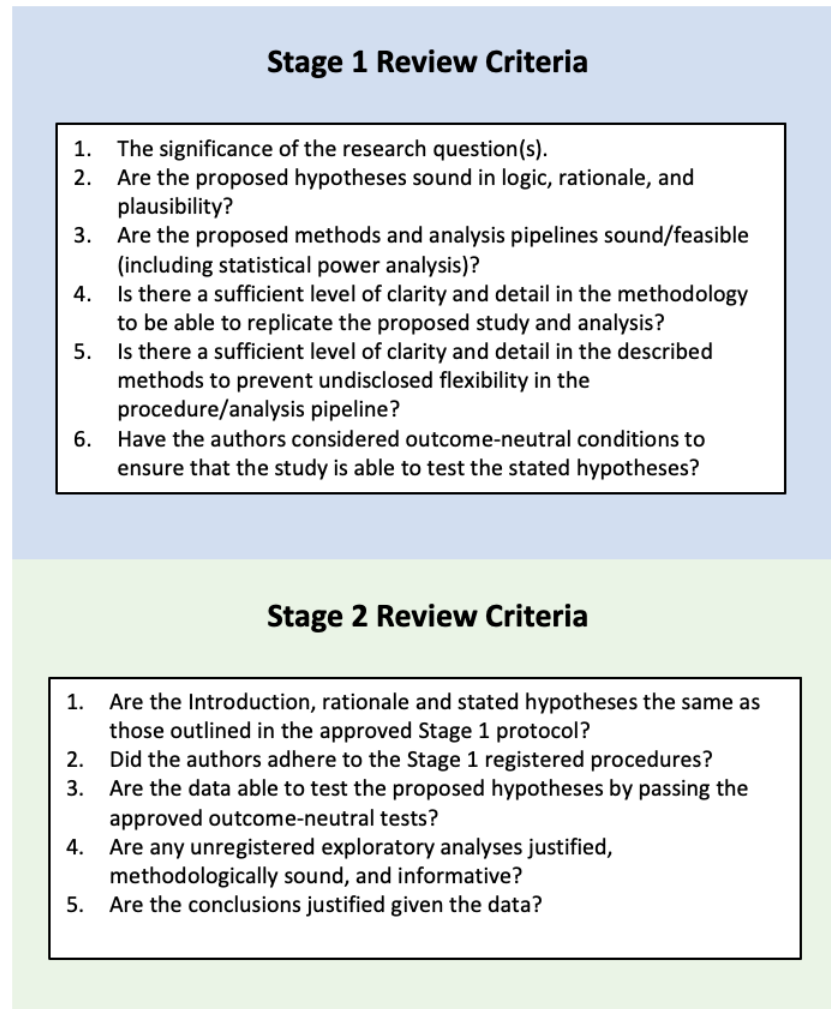 Stage 1 Review Criteria
1. The significance of the research question(s).
2. Are the proposed hypotheses sound in logic, rationale, and
plausibility?
3. Are the proposed methods and analysis pipelines sound/feasible
(including statistical power analysis)?
4. Is there a sufficient level of clarity and detail in the methodology
to be able to replicate the proposed study and analysis?
5. Is there a sufficient level of clarity and detail in the described
methods to prevent undisclosed flexibility in the
procedure/analysis pipeline?
6. Have the authors considered outcome-neutral conditions to
ensure that the study is able to test the stated hypotheses?
Stage 2 Review Criteria
1. Are the Introduction, rationale and stated hypotheses the same as
those outlined in the approved Stage 1 protocol?
2. Did the authors adhere to the Stage 1 registered procedures?
3. Are the data able to test the proposed hypotheses by passing the
approved outcome-neutral tests?
4. Are any unregistered exploratory analyses justified,
methodologically sound, and informative?
5. Are the conclusions justified given the data?